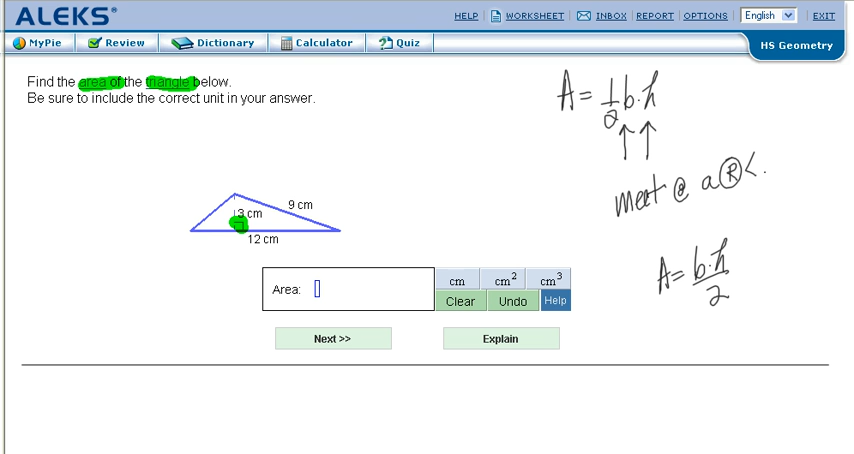 ALEKS®
HELP WORKSHEET INBOX REPORT OPTIONS English EXIT
MyPie Review Dictionary Calculator Quiz
HS Geometry
Find the area of the triangle below.
Be sure to include the correct unit in your answer.
A = 1/2 b · h
meet @ a R <.
9 cm
3 cm
12 cm
A = b · h / 2
Area:
cm cm² cm³
Clear Undo Help
Next >> Explain